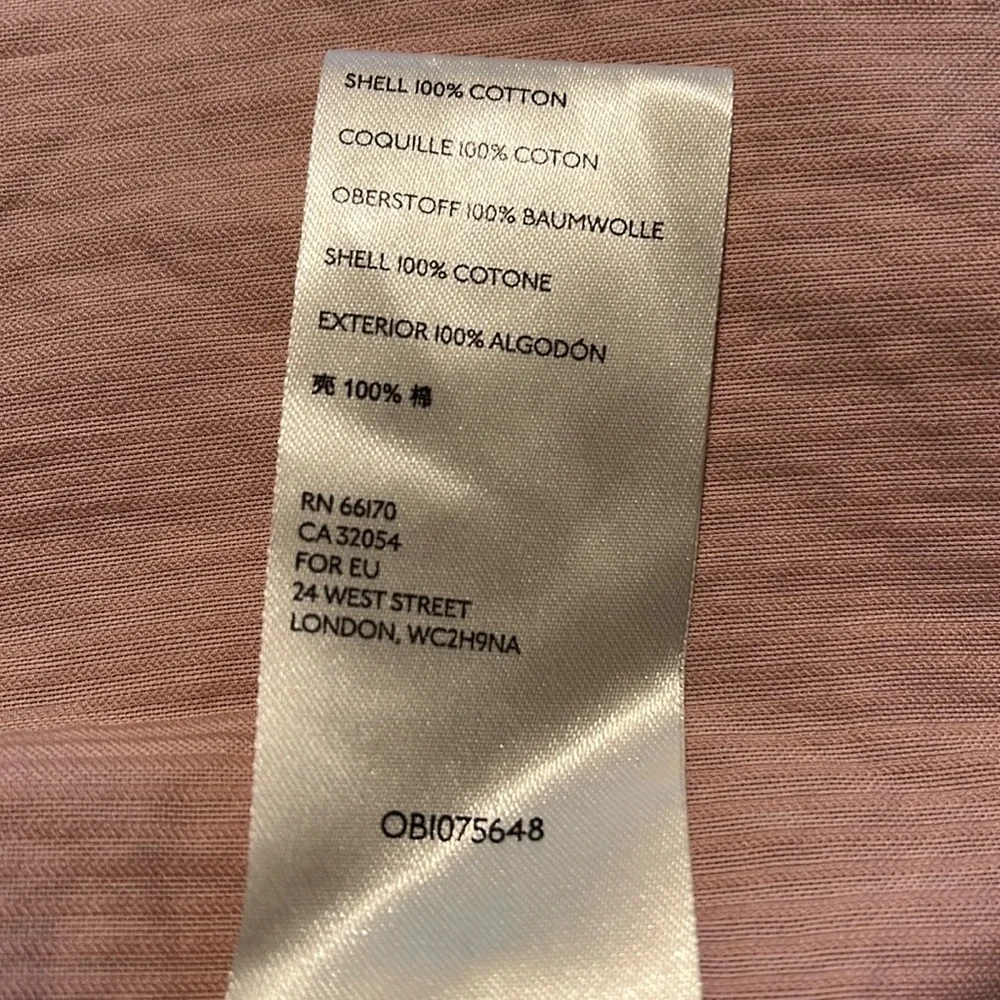 SHELL 100% COTTON
COQUILLE 100% COTON
OBERSTOFF 100% BAUMWOLLE
SHELL 100% COTONE
EXTERIOR 100% ALGODÓN
壳 100% 棉
RN 66170
CA 32054
FOR EU
24 WEST STREET
LONDON, WC2H9NA
OB1075648